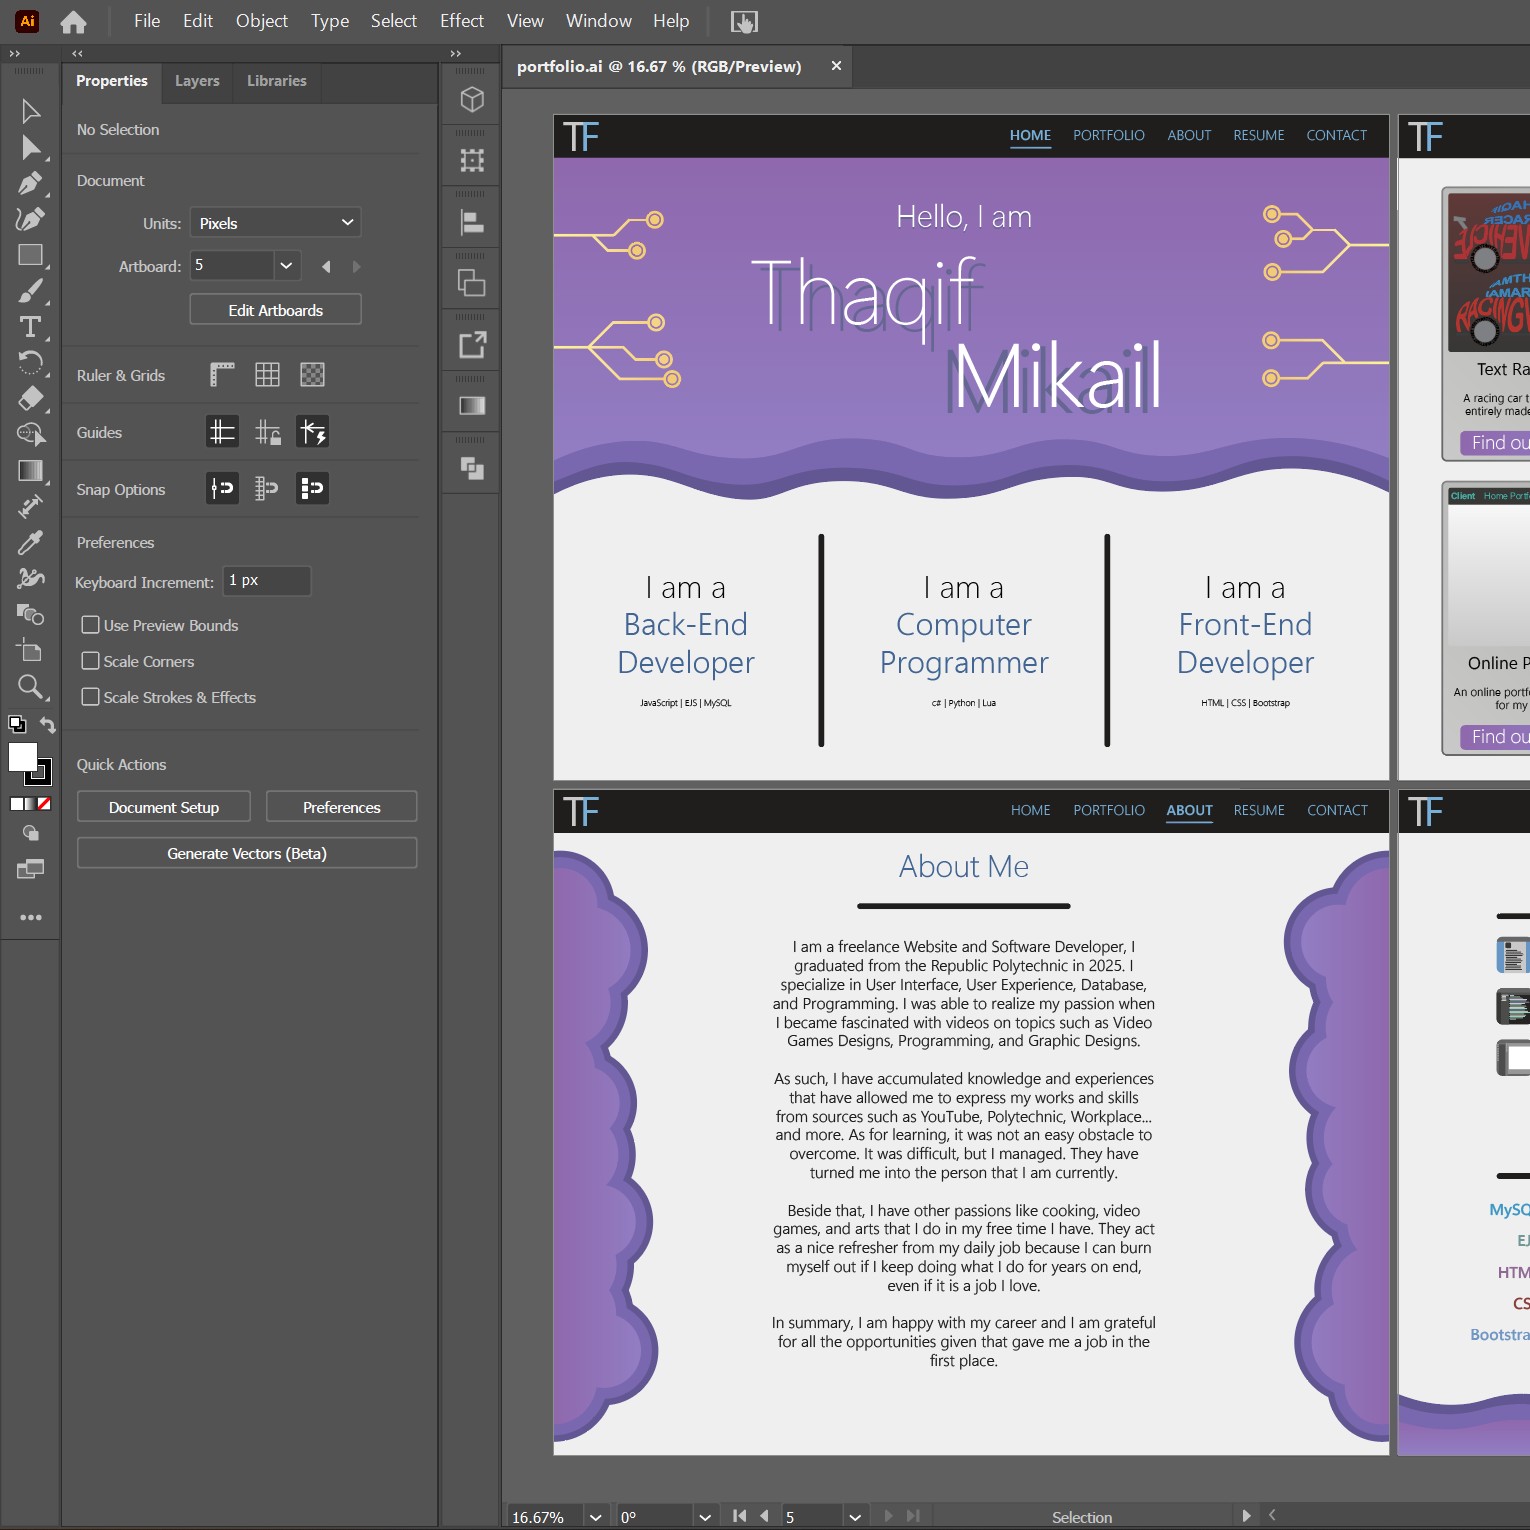 Ai File Edit Object Type Select Effect View Window Help
Properties Layers Libraries
No Selection
Document
Units: Pixels
Artboard: 5
Edit Artboards
Ruler & Grids
Guides
Snap Options
Preferences
Keyboard Increment: 1 px
Use Preview Bounds
Scale Corners
Scale Strokes & Effects
Quick Actions
Document Setup Preferences
Generate Vectors (Beta)
portfolio.ai @ 16.67 % (RGB/Preview)
TF HOME PORTFOLIO ABOUT RESUME CONTACT
Hello, I am
Thaqif
Mikail
I am a
Back-End
Developer
JavaScript | EJS | MySQL
I am a
Computer
Programmer
c# | Python | Lua
I am a
Front-End
Developer
HTML | CSS | Bootstrap
TF
Text Ra
A racing car t
entirely made
Find ou
Client Home Portf
Online P
An online portf
for my
Find ou
TF HOME PORTFOLIO ABOUT RESUME CONTACT
About Me
I am a freelance Website and Software Developer, I
graduated from the Republic Polytechnic in 2025. I
specialize in User Interface, User Experience, Database,
and Programming. I was able to realize my passion when
I became fascinated with videos on topics such as Video
Games Designs, Programming, and Graphic Designs.
As such, I have accumulated knowledge and experiences
that have allowed me to express my works and skills
from sources such as YouTube, Polytechnic, Workplace...
and more. As for learning, it was not an easy obstacle to
overcome. It was difficult, but I managed. They have
turned me into the person that I am currently.
Beside that, I have other passions like cooking, video
games, and arts that I do in my free time I have. They act
as a nice refresher from my daily job because I can burn
myself out if I keep doing what I do for years on end,
even if it is a job I love.
In summary, I am happy with my career and I am grateful
for all the opportunities given that gave me a job in the
first place.
TF
MySQ
EJ
HTM
CS
Bootstra
16.67% 0° 5 Selection